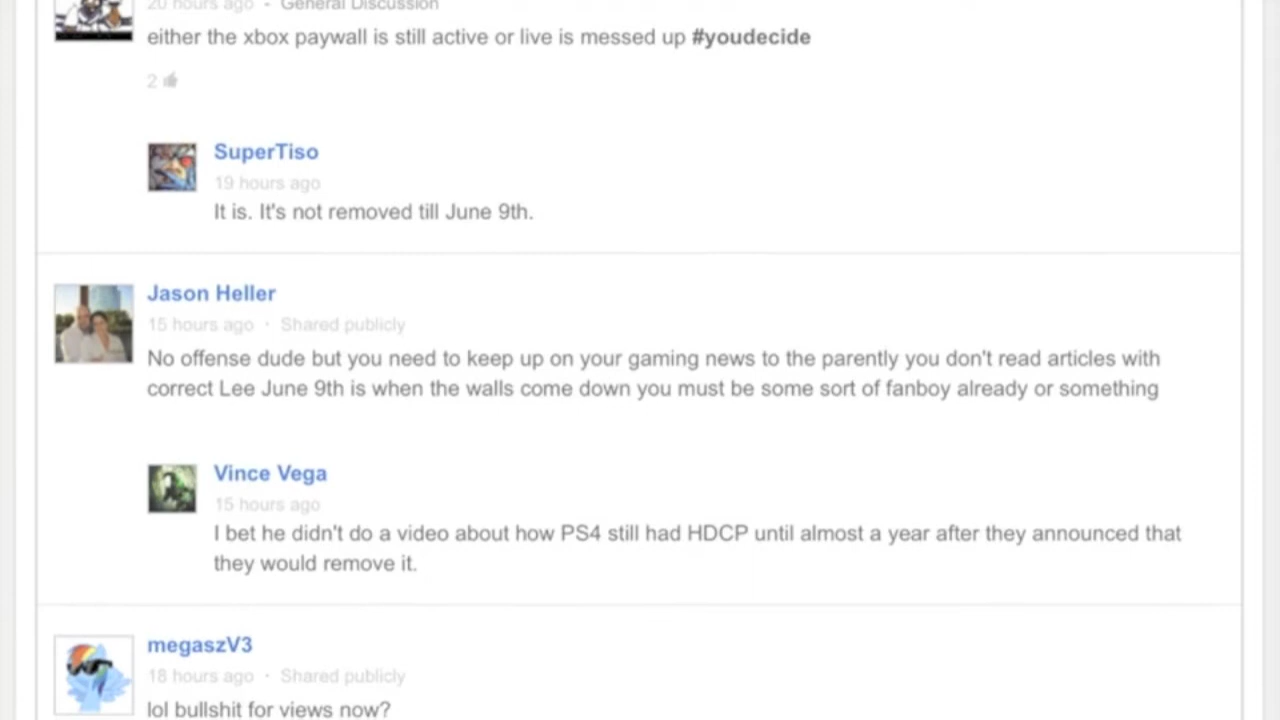 20 hours ago - General Discussion
either the xbox paywall is still active or live is messed up #youdecide
2
SuperTiso
19 hours ago
It is. It's not removed till June 9th.
Jason Heller
15 hours ago · Shared publicly
No offense dude but you need to keep up on your gaming news to the parently you don't read articles with
correct Lee June 9th is when the walls come down you must be some sort of fanboy already or something
Vince Vega
15 hours ago
I bet he didn't do a video about how PS4 still had HDCP until almost a year after they announced that
they would remove it.
megaszV3
18 hours ago · Shared publicly
lol bullshit for views now?